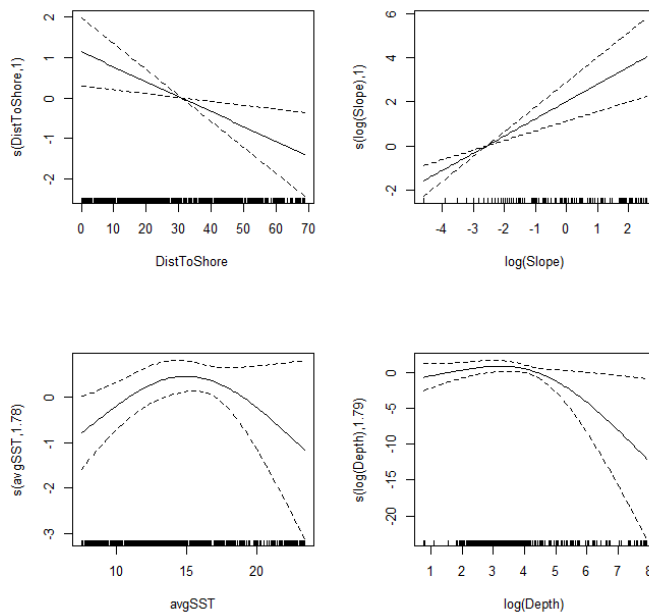 s(DistToShore,1)
2
1
0
-1
-2
0 10 20 30 40 50 60 70
DistToShore
s(log(Slope),1)
6
4
2
0
-2
-4 -3 -2 -1 0 1 2
log(Slope)
s(avgSST,1.78)
0
-1
-2
-3
10 15 20
avgSST
s(log(Depth),1.79)
0
-5
-10
-15
-20
1 2 3 4 5 6 7 8
log(Depth)